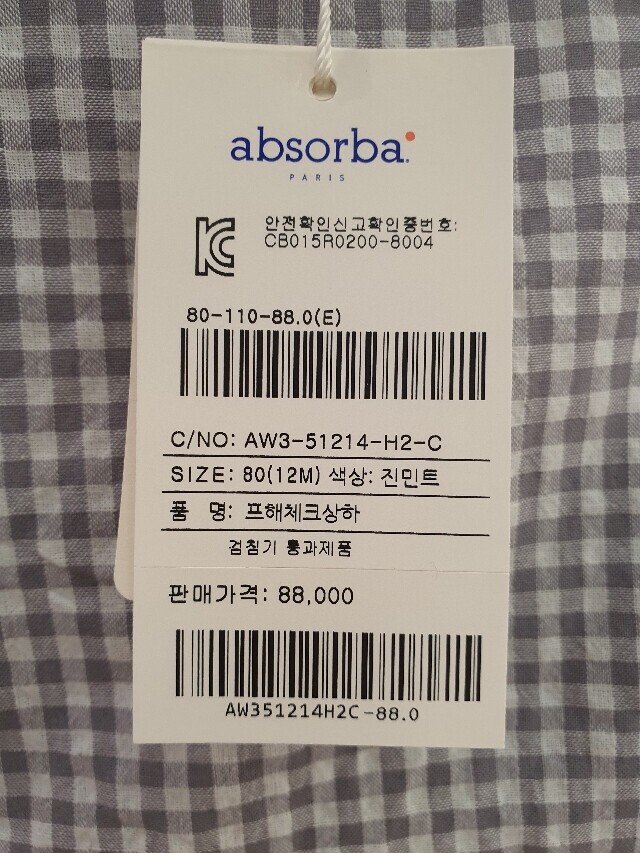 absorba.
PARIS
안전확인신고확인증번호:
CB015R0200-8004
80-110-88.0(E)
C/NO: AW3-51214-H2-C
SIZE: 80(12M) 색상: 진민트
품 명: 프해체크상하
검침기 통과제품
판매가격: 88,000
AW351214H2C-88.0